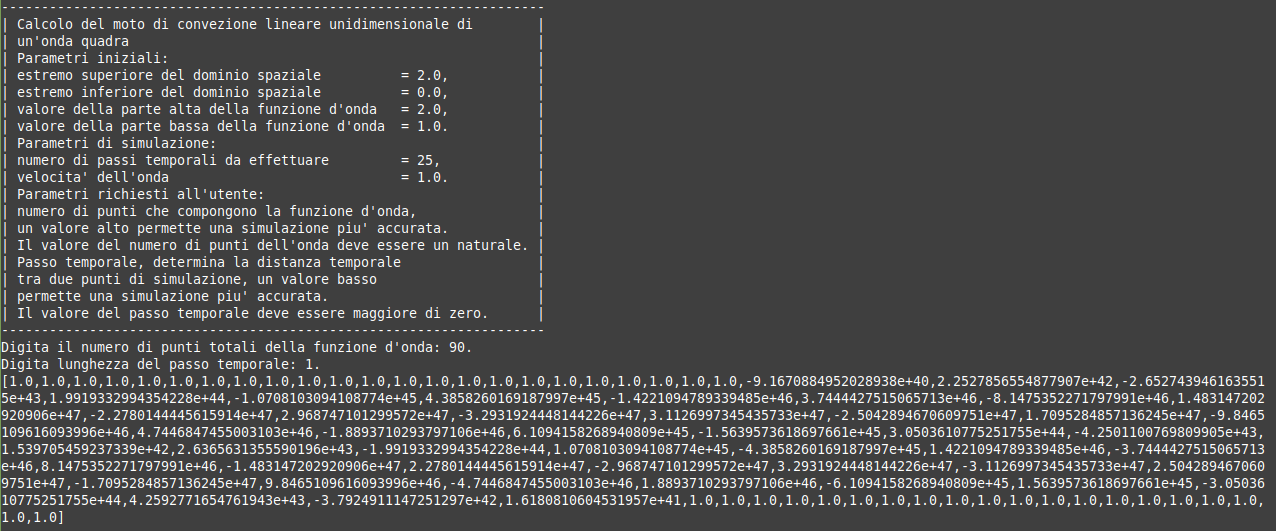 --------------------------------------------------------------------
| Calcolo del moto di convezione lineare unidimensionale di |
| un'onda quadra |
| Parametri iniziali: |
| estremo superiore del dominio spaziale = 2.0, |
| estremo inferiore del dominio spaziale = 0.0, |
| valore della parte alta della funzione d'onda = 2.0, |
| valore della parte bassa della funzione d'onda = 1.0. |
| Parametri di simulazione: |
| numero di passi temporali da effettuare = 25, |
| velocita' dell'onda = 1.0. |
| Parametri richiesti all'utente: |
| numero di punti che compongono la funzione d'onda, |
| un valore alto permette una simulazione piu' accurata. |
| Il valore del numero di punti dell'onda deve essere un naturale. |
| Passo temporale, determina la distanza temporale |
| tra due punti di simulazione, un valore basso |
| permette una simulazione piu' accurata. |
| Il valore del passo temporale deve essere maggiore di zero. |
--------------------------------------------------------------------
Digita il numero di punti totali della funzione d'onda: 90.
Digita lunghezza del passo temporale: 1.
[1.0,1.0,1.0,1.0,1.0,1.0,1.0,1.0,1.0,1.0,1.0,1.0,1.0,1.0,1.0,1.0,1.0,1.0,1.0,1.0,1.0,1.0,1.0,-9.1670884952028938e+40,2.2527856554877907e+42,-2.652743946163551
5e+43,1.9919332994354228e+44,-1.0708103094108774e+45,4.3858260169187997e+45,-1.4221094789339485e+46,3.7444427515065713e+46,-8.1475352271797991e+46,1.483147202
920906e+47,-2.2780144445615914e+47,2.968747101299572e+47,-3.2931924448144226e+47,3.1126997345435733e+47,-2.5042894670609751e+47,1.7095284857136245e+47,-9.8465
109616093996e+46,4.7446847455003103e+46,-1.8893710293797106e+46,6.1094158268940809e+45,-1.5639573618697661e+45,3.0503610775251755e+44,-4.2501100769809905e+43,
1.539705459237339e+42,2.6365631355590196e+43,-1.9919332994354228e+44,1.0708103094108774e+45,-4.3858260169187997e+45,1.4221094789339485e+46,-3.7444427515065713
e+46,8.1475352271797991e+46,-1.483147202920906e+47,2.2780144445615914e+47,-2.968747101299572e+47,3.2931924448144226e+47,-3.1126997345435733e+47,2.504289467060
9751e+47,-1.7095284857136245e+47,9.8465109616093996e+46,-4.7446847455003103e+46,1.8893710293797106e+46,-6.1094158268940809e+45,1.5639573618697661e+45,-3.05036
10775251755e+44,4.2592771654761943e+43,-3.7924911147251297e+42,1.6180810604531957e+41,1.0,1.0,1.0,1.0,1.0,1.0,1.0,1.0,1.0,1.0,1.0,1.0,1.0,1.0,1.0,1.0,1.0,1.0,
1.0,1.0]